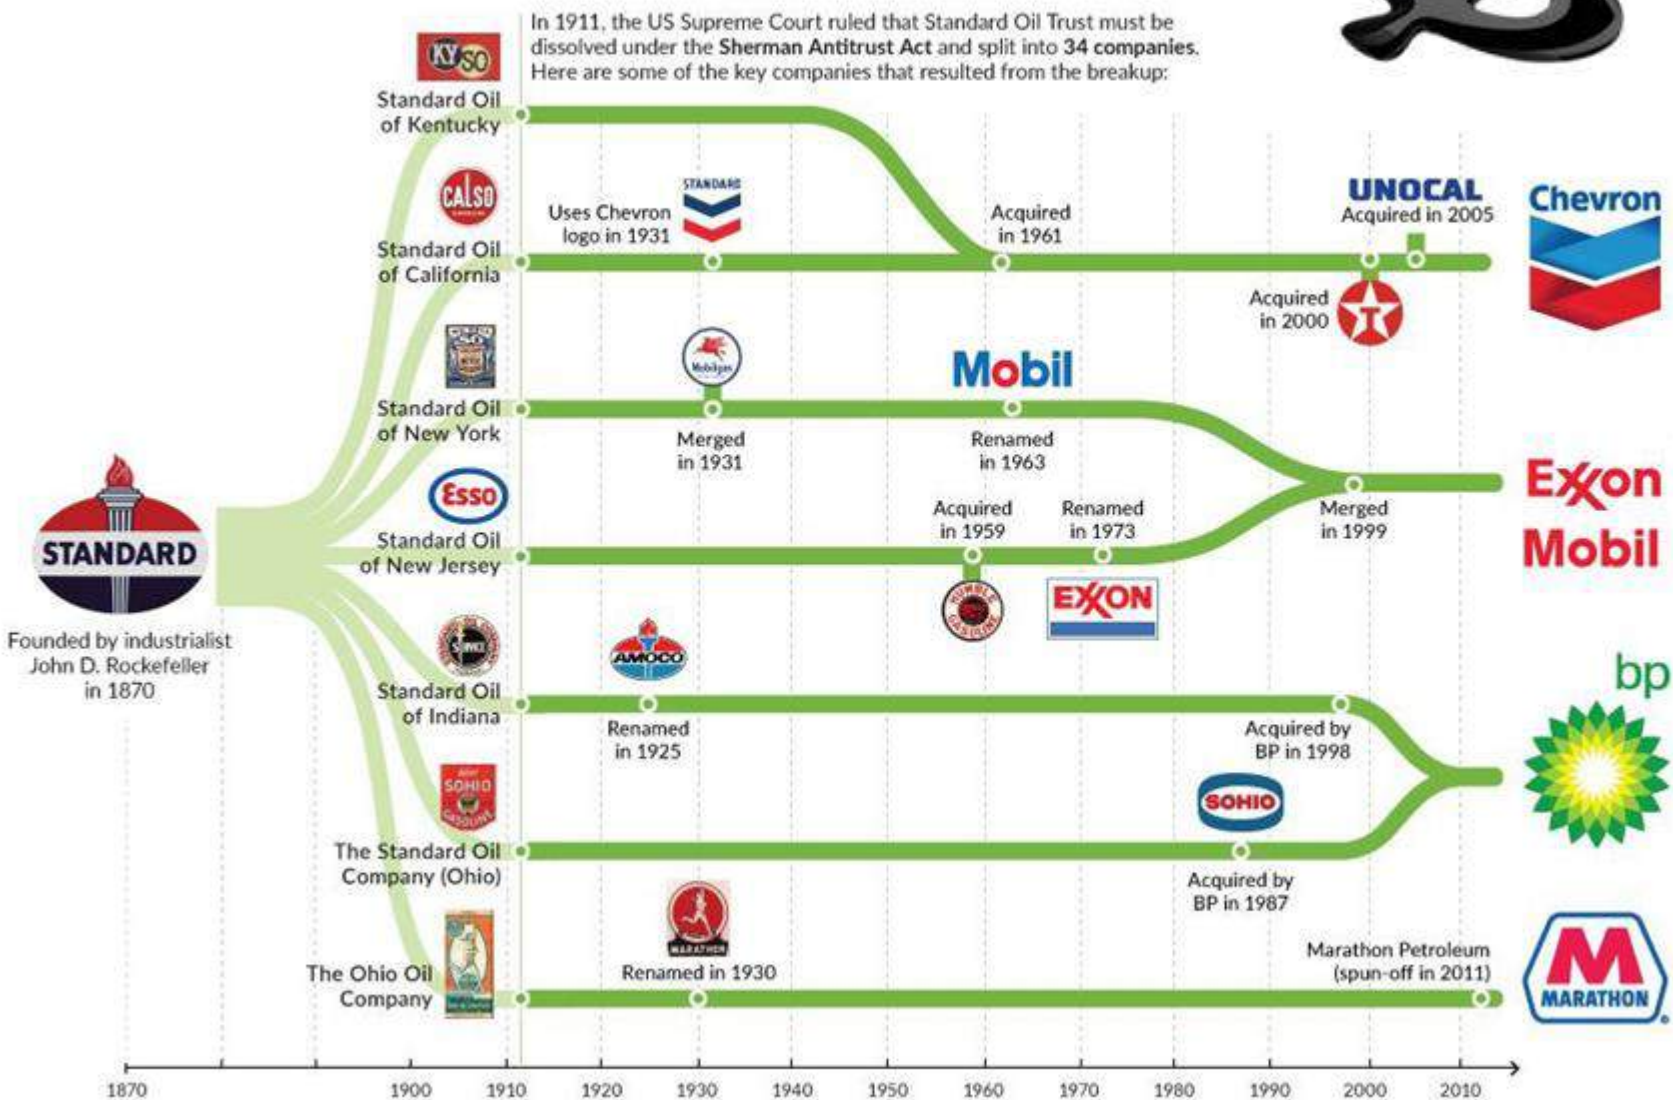 In 1911, the US Supreme Court ruled that Standard Oil Trust must be
dissolved under the Sherman Antitrust Act and split into 34 companies.
Here are some of the key companies that resulted from the breakup:
KYSO
Standard Oil
of Kentucky
CALSO
Standard Oil
of California
Uses Chevron
logo in 1931
STANDARD
Acquired
in 1961
UNOCAL
Acquired in 2005
Acquired
in 2000
T
Chevron
SO
Standard Oil
of New York
Mobilgas
Merged
in 1931
Mobil
Renamed
in 1963
Esso
Standard Oil
of New Jersey
Acquired
in 1959
HUMBLE
GASOLINE
Renamed
in 1973
EXXON
Merged
in 1999
Exxon
Mobil
STANDARD
Founded by industrialist
John D. Rockefeller
in 1870
Standard Oil
of Indiana
AMOCO
Renamed
in 1925
Acquired by
BP in 1998
bp
SOHIO
GASOLINE
The Standard Oil
Company (Ohio)
SOHIO
Acquired by
BP in 1987
The Ohio Oil
Company
MARATHON
Renamed in 1930
Marathon Petroleum
(spun-off in 2011)
M
MARATHON
1870 1900 1910 1920 1930 1940 1950 1960 1970 1980 1990 2000 2010